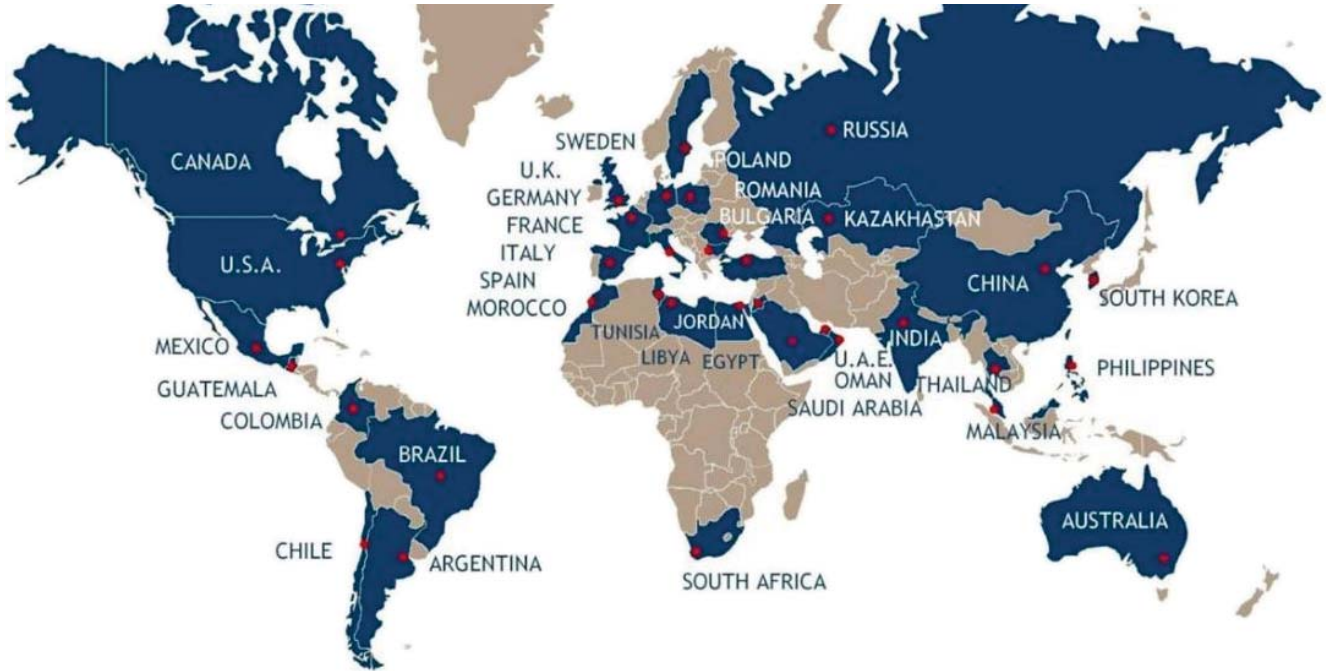 CANADA
U.S.A.
MEXICO
GUATEMALA
COLOMBIA
BRAZIL
CHILE
ARGENTINA
SWEDEN
U.K.
GERMANY
FRANCE
ITALY
SPAIN
MOROCCO
POLAND
ROMANIA
BULGARIA
RUSSIA
KAZAKHASTAN
CHINA
SOUTH KOREA
TUNISIA
LIBYA
EGYPT
JORDAN
U.A.E.
OMAN
SAUDI ARABIA
INDIA
THAILAND
MALAYSIA
PHILIPPINES
SOUTH AFRICA
AUSTRALIA